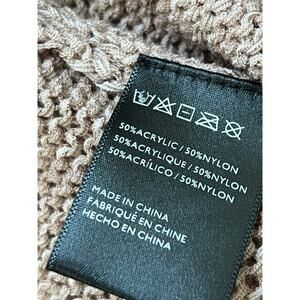 50%ACRYLIC / 50%NYLON
50%ACRYLIQUE / 50%NYLON
50%ACRÍLICO / 50%NYLON
MADE IN CHINA
FABRIQUÉ EN CHINE
HECHO EN CHINA